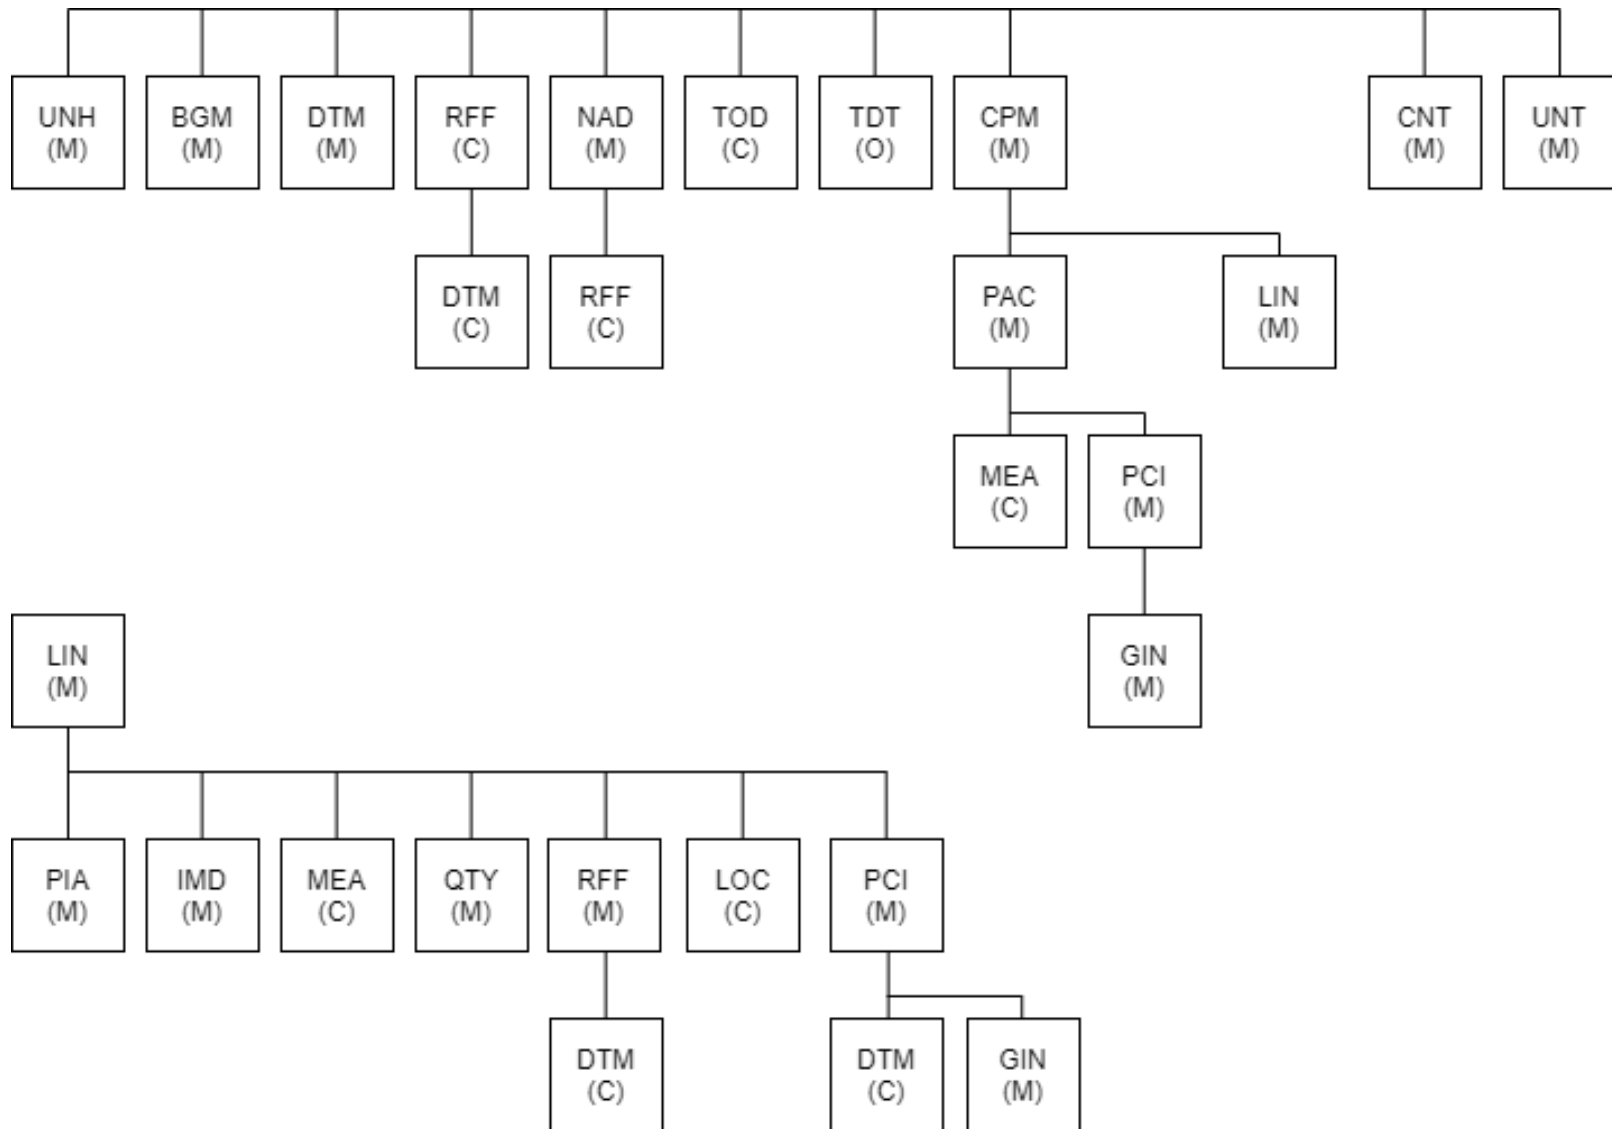 UNH
(M)
BGM
(M)
DTM
(M)
RFF
(C)
NAD
(M)
TOD
(C)
TDT
(O)
CPM
(M)
CNT
(M)
UNT
(M)
DTM
(C)
RFF
(C)
PAC
(M)
LIN
(M)
MEA
(C)
PCI
(M)
GIN
(M)
LIN
(M)
PIA
(M)
IMD
(M)
MEA
(C)
QTY
(M)
RFF
(M)
LOC
(C)
PCI
(M)
DTM
(C)
DTM
(C)
GIN
(M)